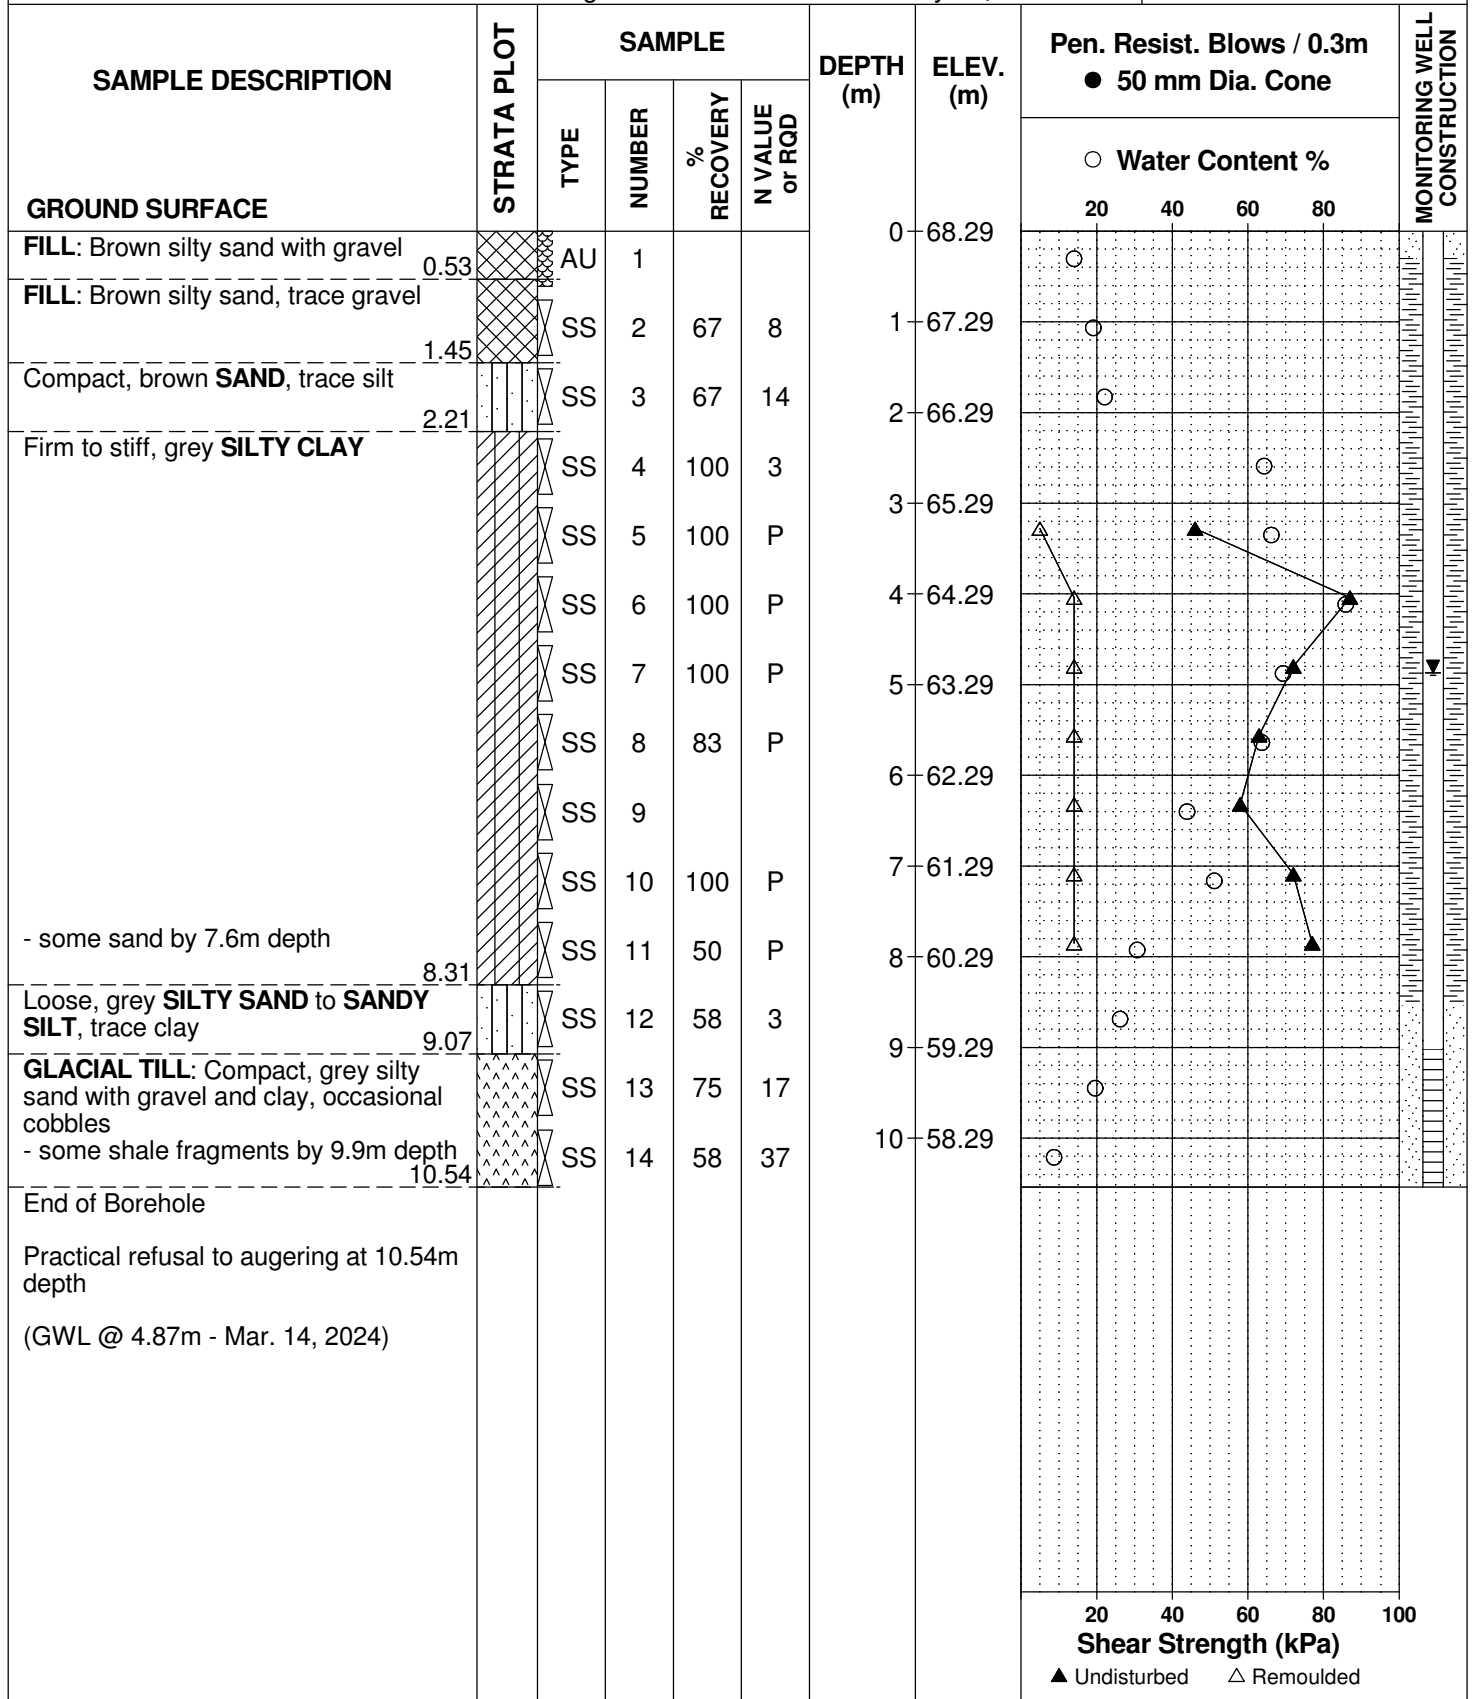 SAMPLE DESCRIPTION
GROUND SURFACE
STRATA PLOT
SAMPLE
TYPE
NUMBER
%
RECOVERY
N VALUE
or RQD
DEPTH
(m)
ELEV.
(m)
Pen. Resist. Blows / 0.3m
● 50 mm Dia. Cone
○ Water Content %
20 40 60 80
MONITORING WELL
CONSTRUCTION
0 68.29
FILL: Brown silty sand with gravel
0.53
AU 1
FILL: Brown silty sand, trace gravel
1.45
SS 2 67 8
1 67.29
Compact, brown SAND, trace silt
2.21
SS 3 67 14
2 66.29
Firm to stiff, grey SILTY CLAY
SS 4 100 3
3 65.29
SS 5 100 P
SS 6 100 P
4 64.29
SS 7 100 P
5 63.29
SS 8 83 P
6 62.29
SS 9
7 61.29
SS 10 100 P
- some sand by 7.6m depth
8.31
SS 11 50 P
8 60.29
Loose, grey SILTY SAND to SANDY
SILT, trace clay
9.07
SS 12 58 3
9 59.29
GLACIAL TILL: Compact, grey silty
sand with gravel and clay, occasional
cobbles
SS 13 75 17
- some shale fragments by 9.9m depth
10.54
10 58.29
SS 14 58 37
End of Borehole
Practical refusal to augering at 10.54m
depth
(GWL @ 4.87m - Mar. 14, 2024)
20 40 60 80 100
Shear Strength (kPa)
▲ Undisturbed △ Remoulded